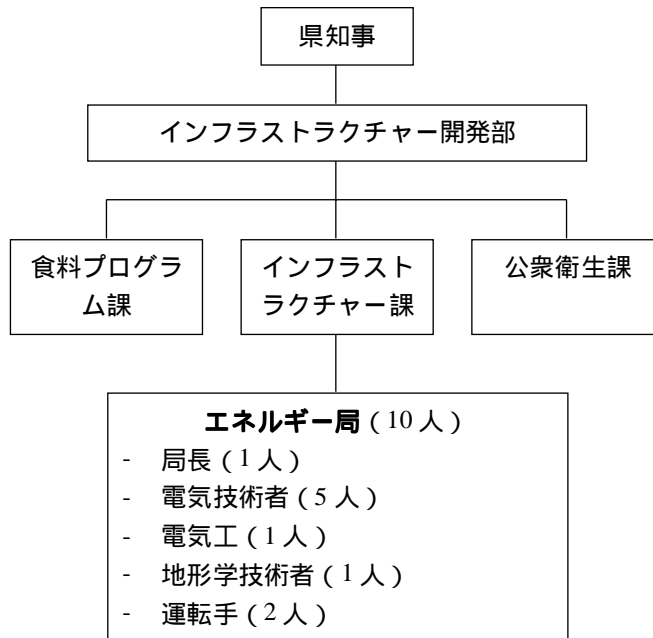 県知事
インフラストラクチャー開発部
食料プログラ
ム課
インフラスト
ラクチャー課
公衆衛生課
エネルギー局(10 人)
- 局長(1 人)
- 電気技術者(5 人)
- 電気工(1 人)
- 地形学技術者(1 人)
- 運転手(2 人)